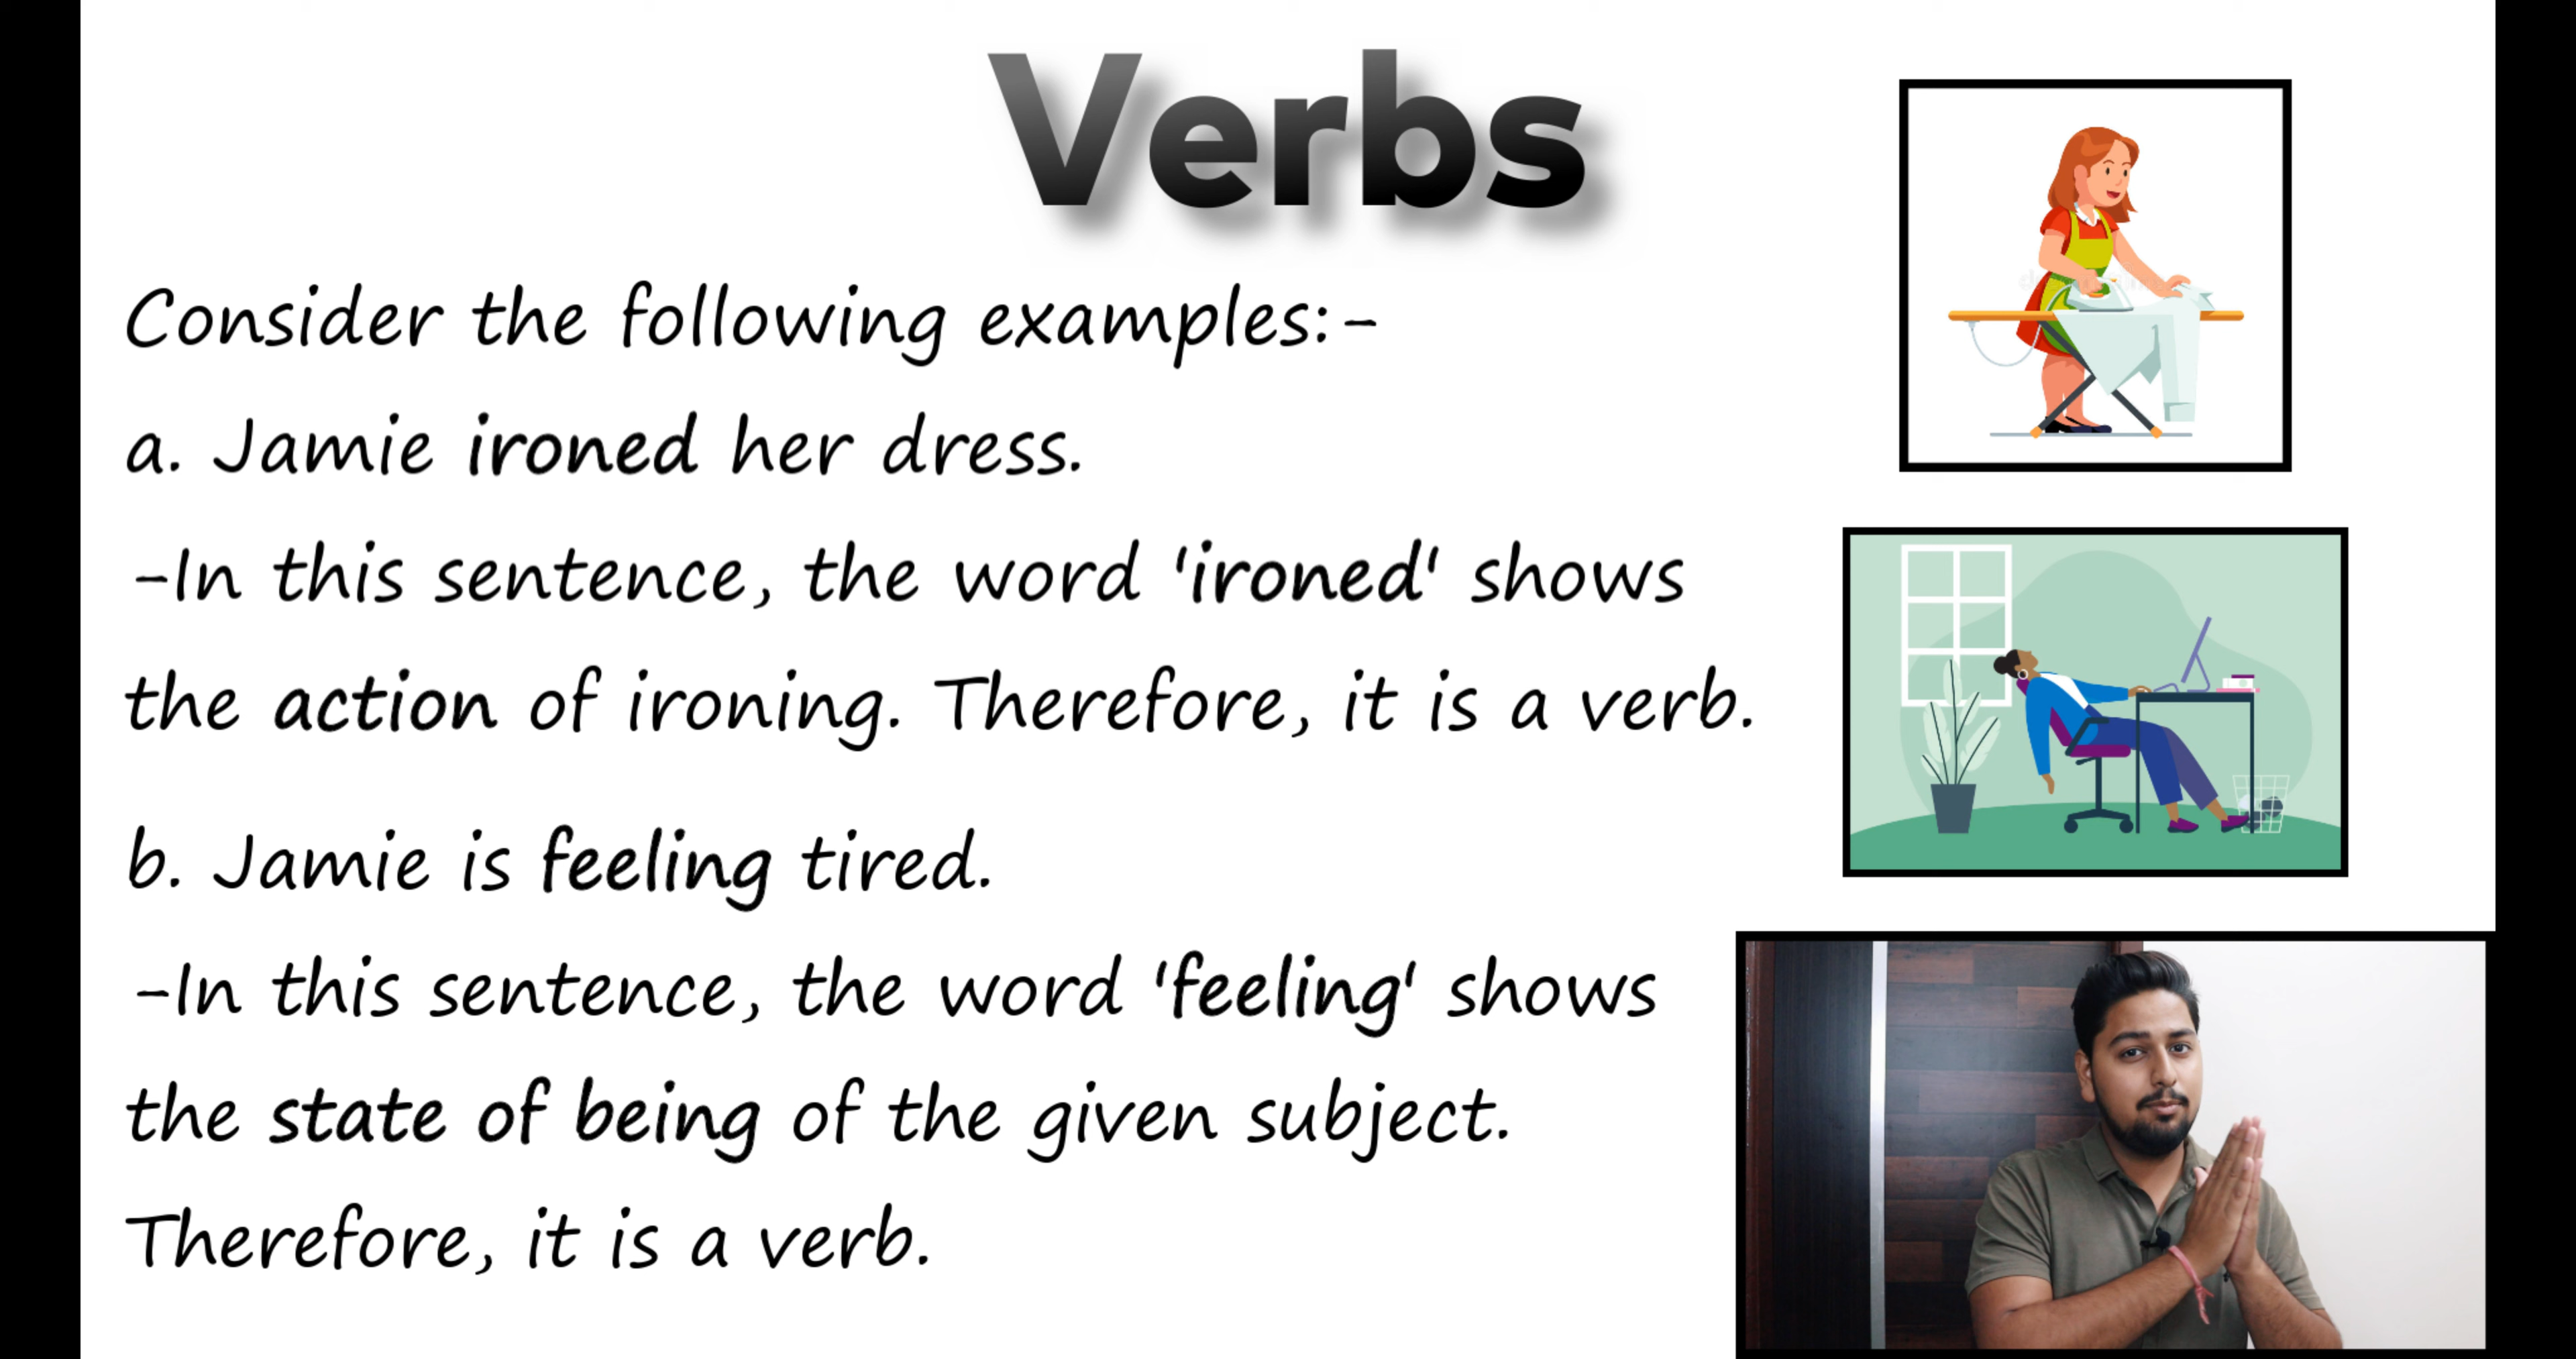 Verbs
Consider the following examples:-
a. Jamie ironed her dress.
-In this sentence, the word 'ironed' shows
the action of ironing. Therefore, it is a verb.
b. Jamie is feeling tired.
-In this sentence, the word 'feeling' shows
the state of being of the given subject.
Therefore, it is a verb.